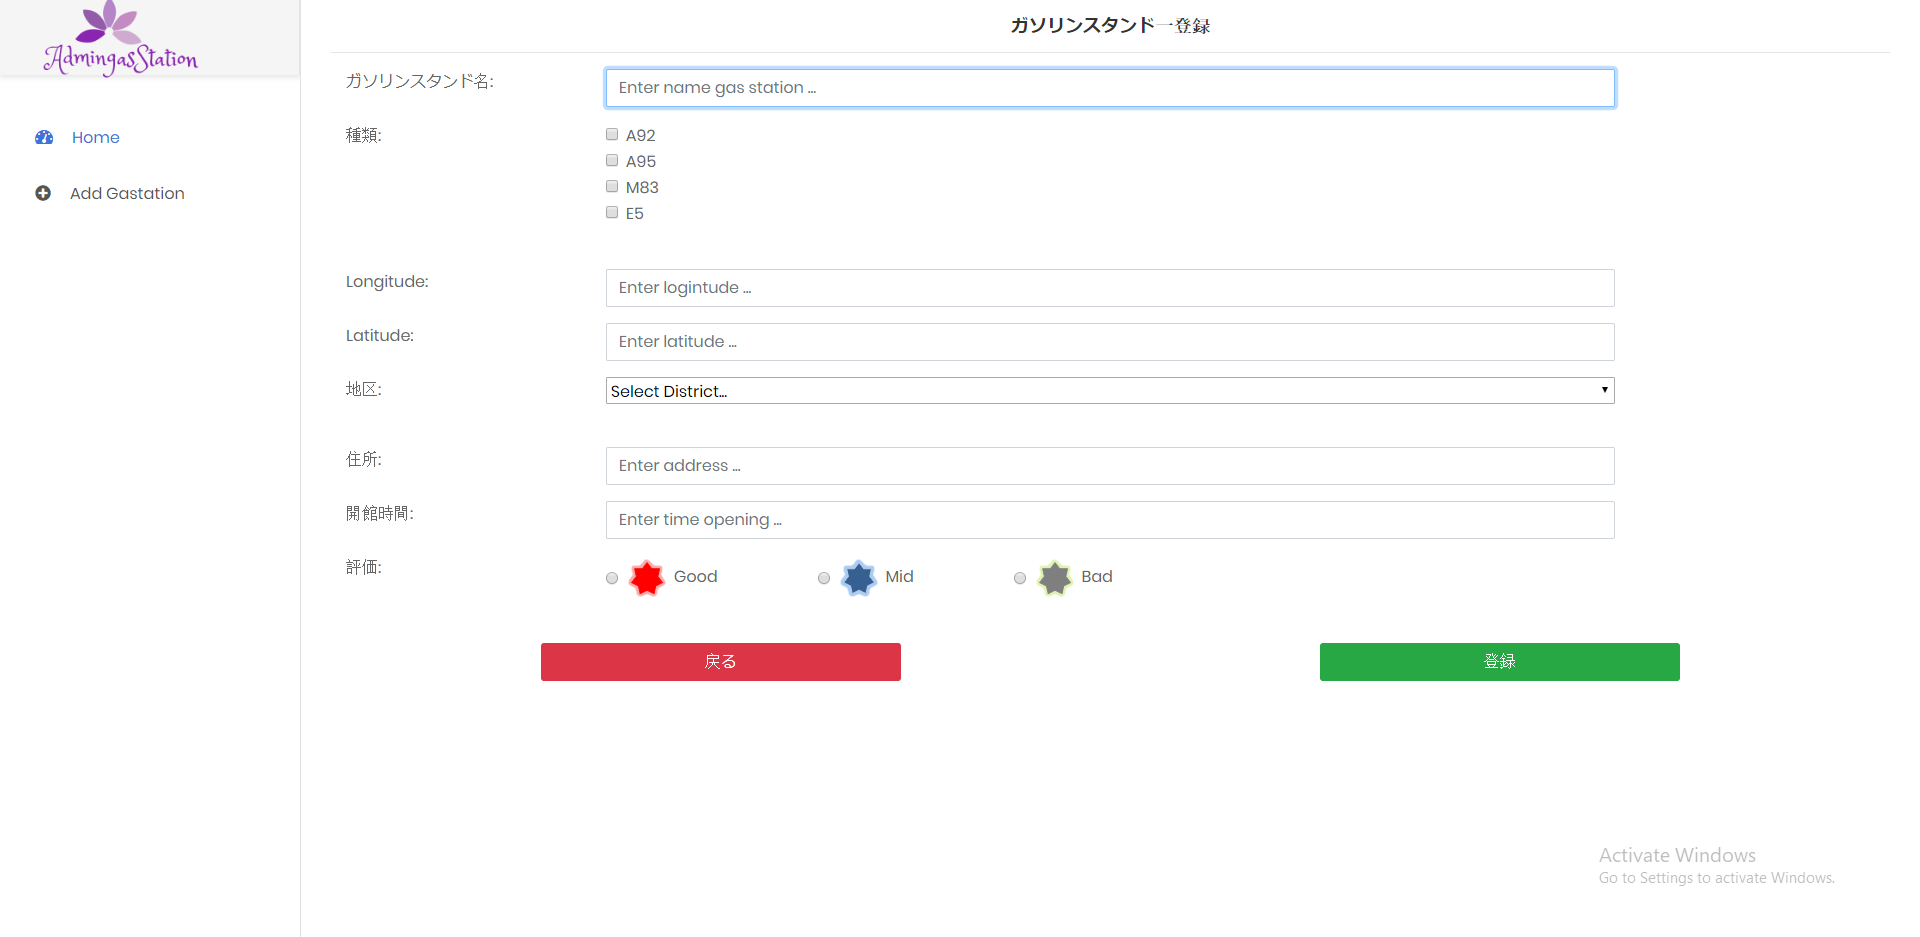 AdmingasStation
Home
Add Gastation
ガソリンスタンド一登録
ガソリンスタンド名:
Enter name gas station ...
種類:
A92
A95
M83
E5
Longitude:
Enter logintude ...
Latitude:
Enter latitude ...
地区:
Select District...
住所:
Enter address ...
開館時間:
Enter time opening ...
評価:
Good Mid Bad
戻る 登録
Activate Windows
Go to Settings to activate Windows.